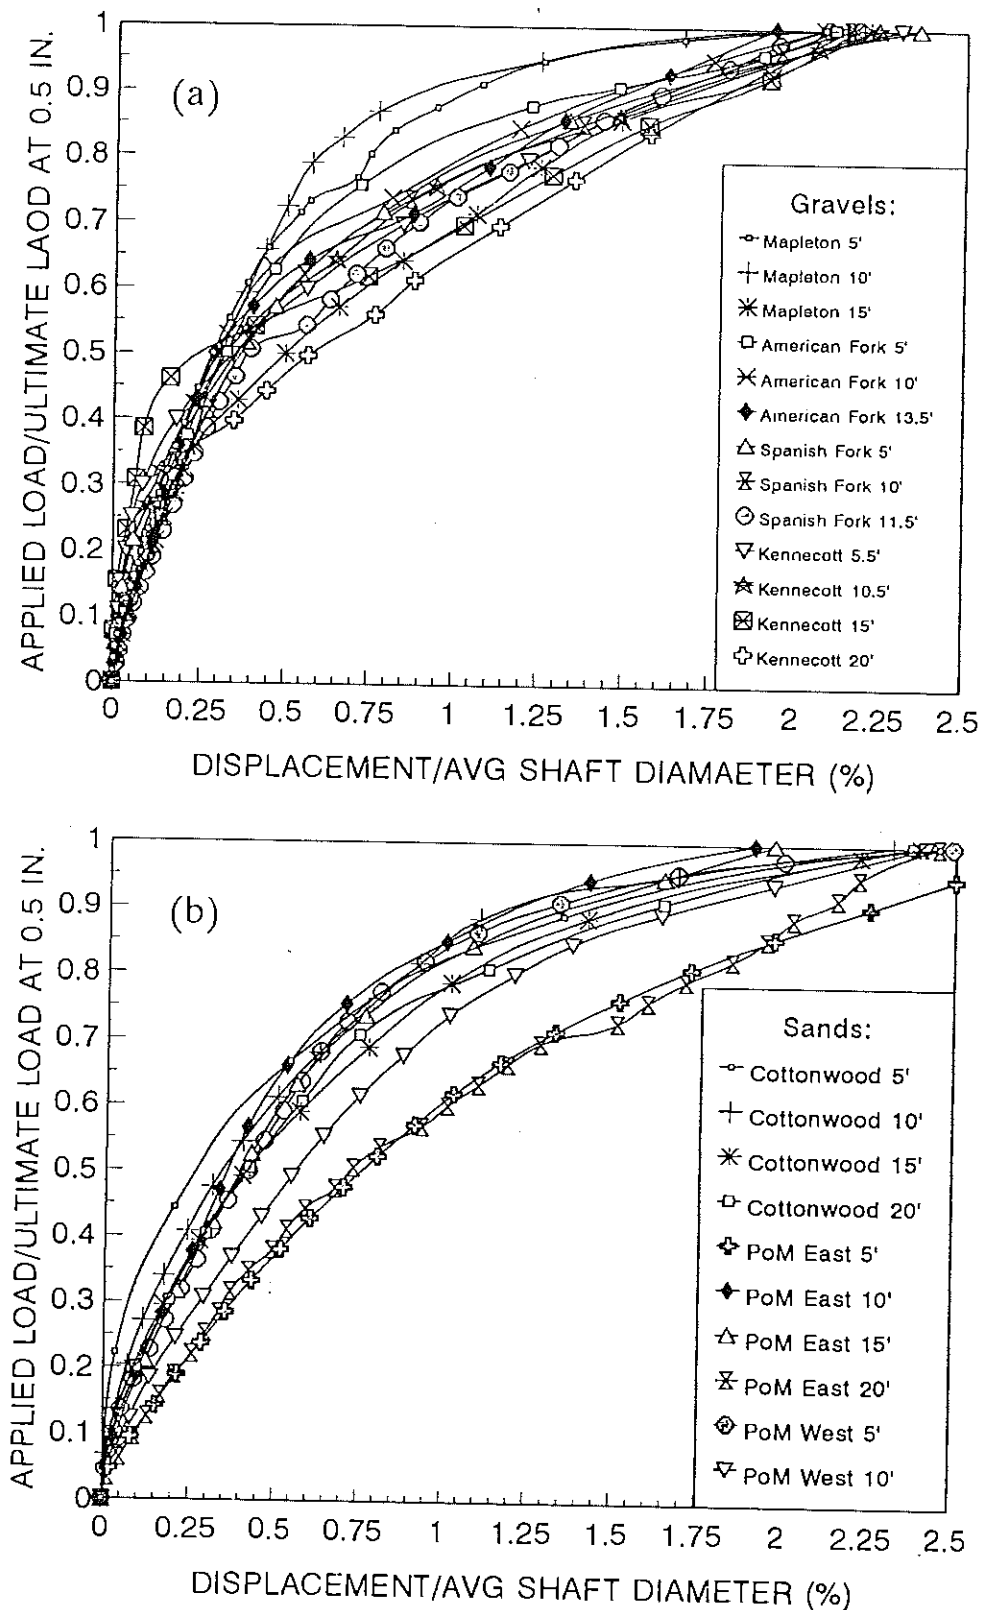 (a)
APPLIED LOAD/ULTIMATE LAOD AT 0.5 IN.
1
0.9
0.8
0.7
0.6
0.5
0.4
0.3
0.2
0.1
0
Gravels:
Mapleton 5'
Mapleton 10'
Mapleton 15'
American Fork 5'
American Fork 10'
American Fork 13.5'
Spanish Fork 5'
Spanish Fork 10'
Spanish Fork 11.5'
Kennecott 5.5'
Kennecott 10.5'
Kennecott 15'
Kennecott 20'
0 0.25 0.5 0.75 1 1.25 1.5 1.75 2 2.25 2.5
DISPLACEMENT/AVG SHAFT DIAMAETER (%)
(b)
APPLIED LOAD/ULTIMATE LOAD AT 0.5 IN.
1
0.9
0.8
0.7
0.6
0.5
0.4
0.3
0.2
0.1
0
Sands:
Cottonwood 5'
Cottonwood 10'
Cottonwood 15'
Cottonwood 20'
PoM East 5'
PoM East 10'
PoM East 15'
PoM East 20'
PoM West 5'
PoM West 10'
0 0.25 0.5 0.75 1 1.25 1.5 1.75 2 2.25 2.5
DISPLACEMENT/AVG SHAFT DIAMETER (%)